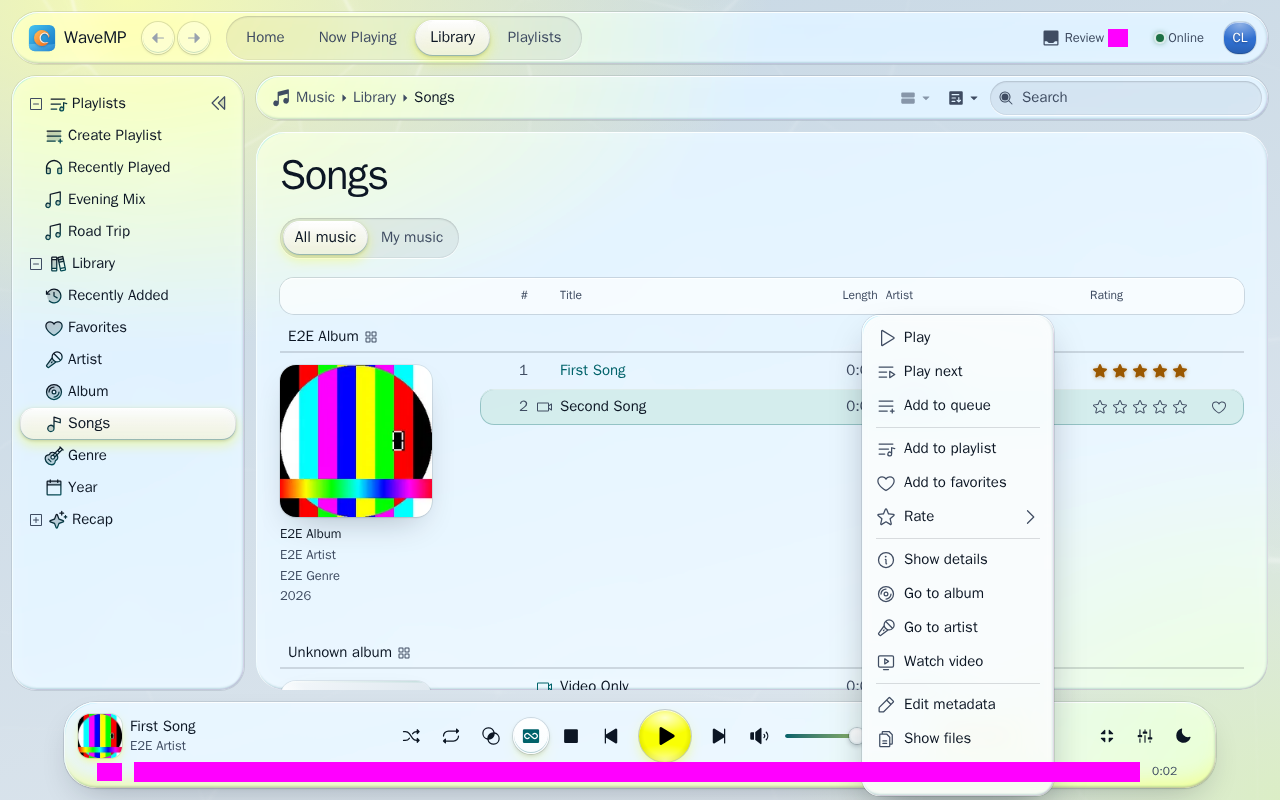 WaveMP
Home
Now Playing
Library
Playlists
Review
Online
CL
Playlists
Create Playlist
Recently Played
Evening Mix
Road Trip
Library
Recently Added
Favorites
Artist
Album
Songs
Genre
Year
Recap
Music
Library
Songs
Search
Songs
All music
My music
# Title Length Artist Rating
E2E Album
1 First Song
2 Second Song
E2E Album
E2E Artist
E2E Genre
2026
Unknown album
Video Only
Play
Play next
Add to queue
Add to playlist
Add to favorites
Rate
Show details
Go to album
Go to artist
Watch video
Edit metadata
Show files
First Song
E2E Artist
0:02